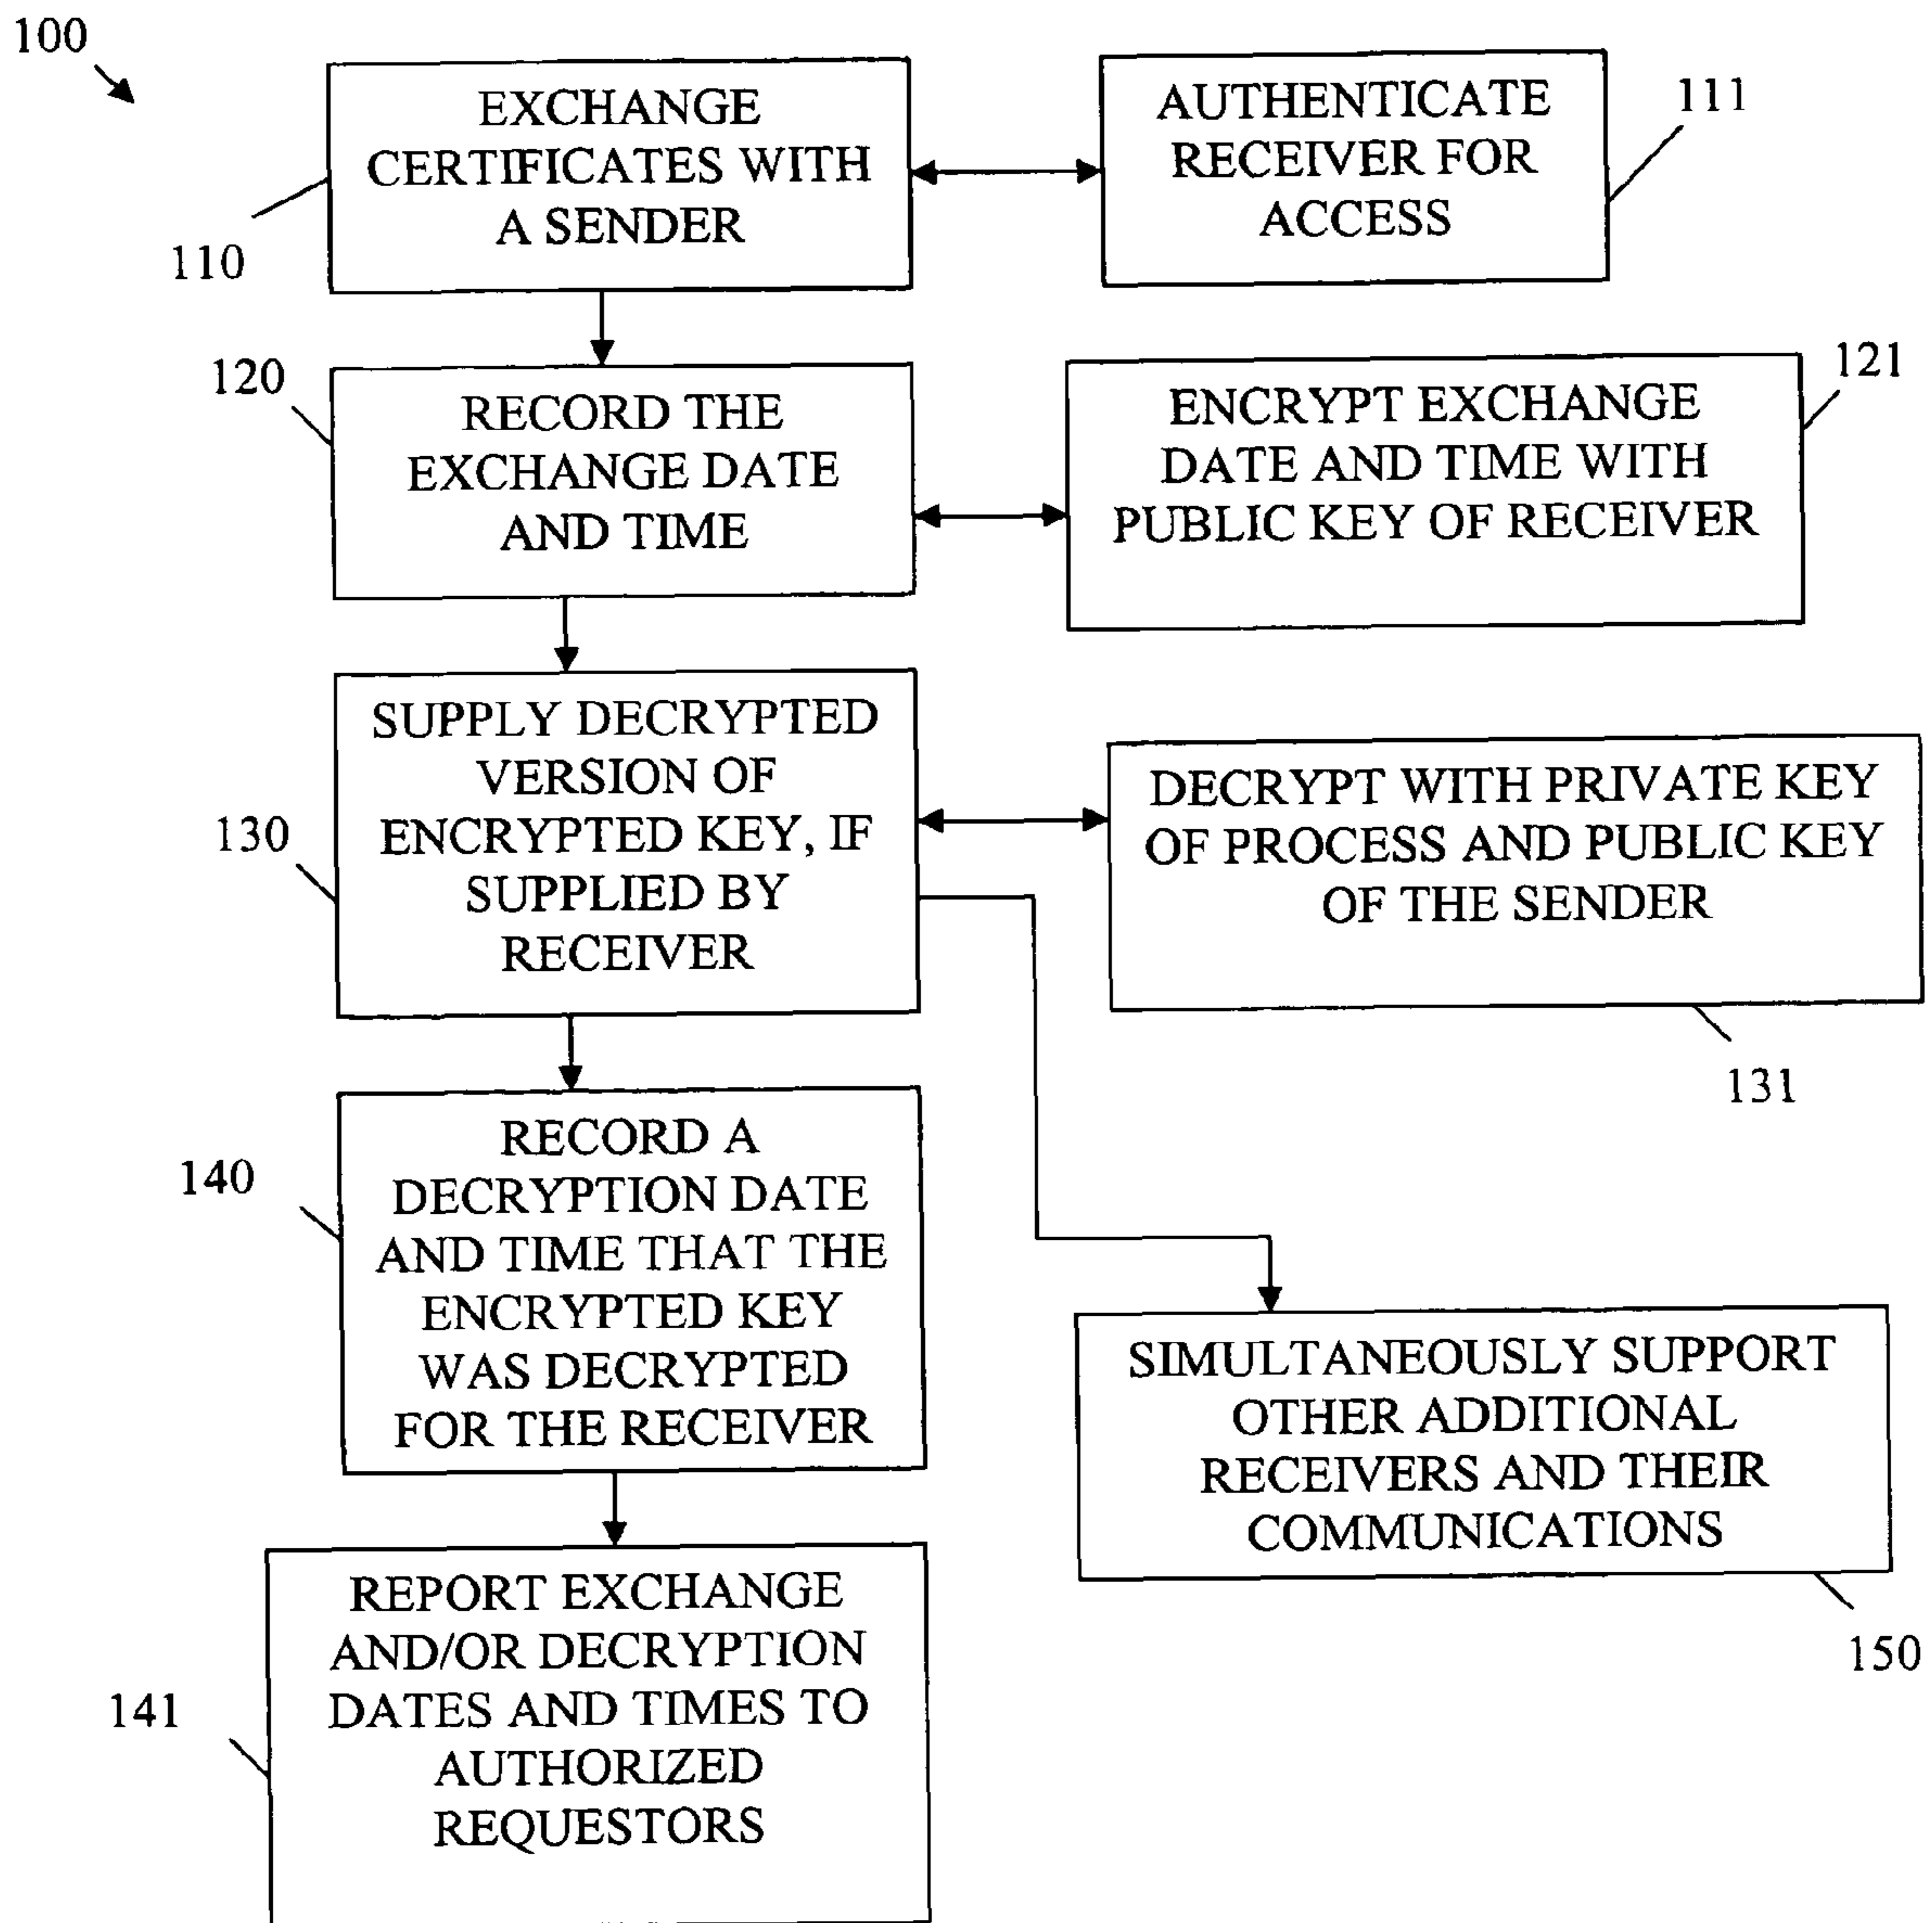 100
EXCHANGE
CERTIFICATES WITH
A SENDER
110
AUTHENTICATE
RECEIVER FOR
ACCESS
111
120
RECORD THE
EXCHANGE DATE
AND TIME
ENCRYPT EXCHANGE
DATE AND TIME WITH
PUBLIC KEY OF RECEIVER
121
130
SUPPLY DECRYPTED
VERSION OF
ENCRYPTED KEY, IF
SUPPLIED BY
RECEIVER
DECRYPT WITH PRIVATE KEY
OF PROCESS AND PUBLIC KEY
OF THE SENDER
131
140
RECORD A
DECRYPTION DATE
AND TIME THAT THE
ENCRYPTED KEY
WAS DECRYPTED
FOR THE RECEIVER
SIMULTANEOUSLY SUPPORT
OTHER ADDITIONAL
RECEIVERS AND THEIR
COMMUNICATIONS
150
141
REPORT EXCHANGE
AND/OR DECRYPTION
DATES AND TIMES TO
AUTHORIZED
REQUESTORS